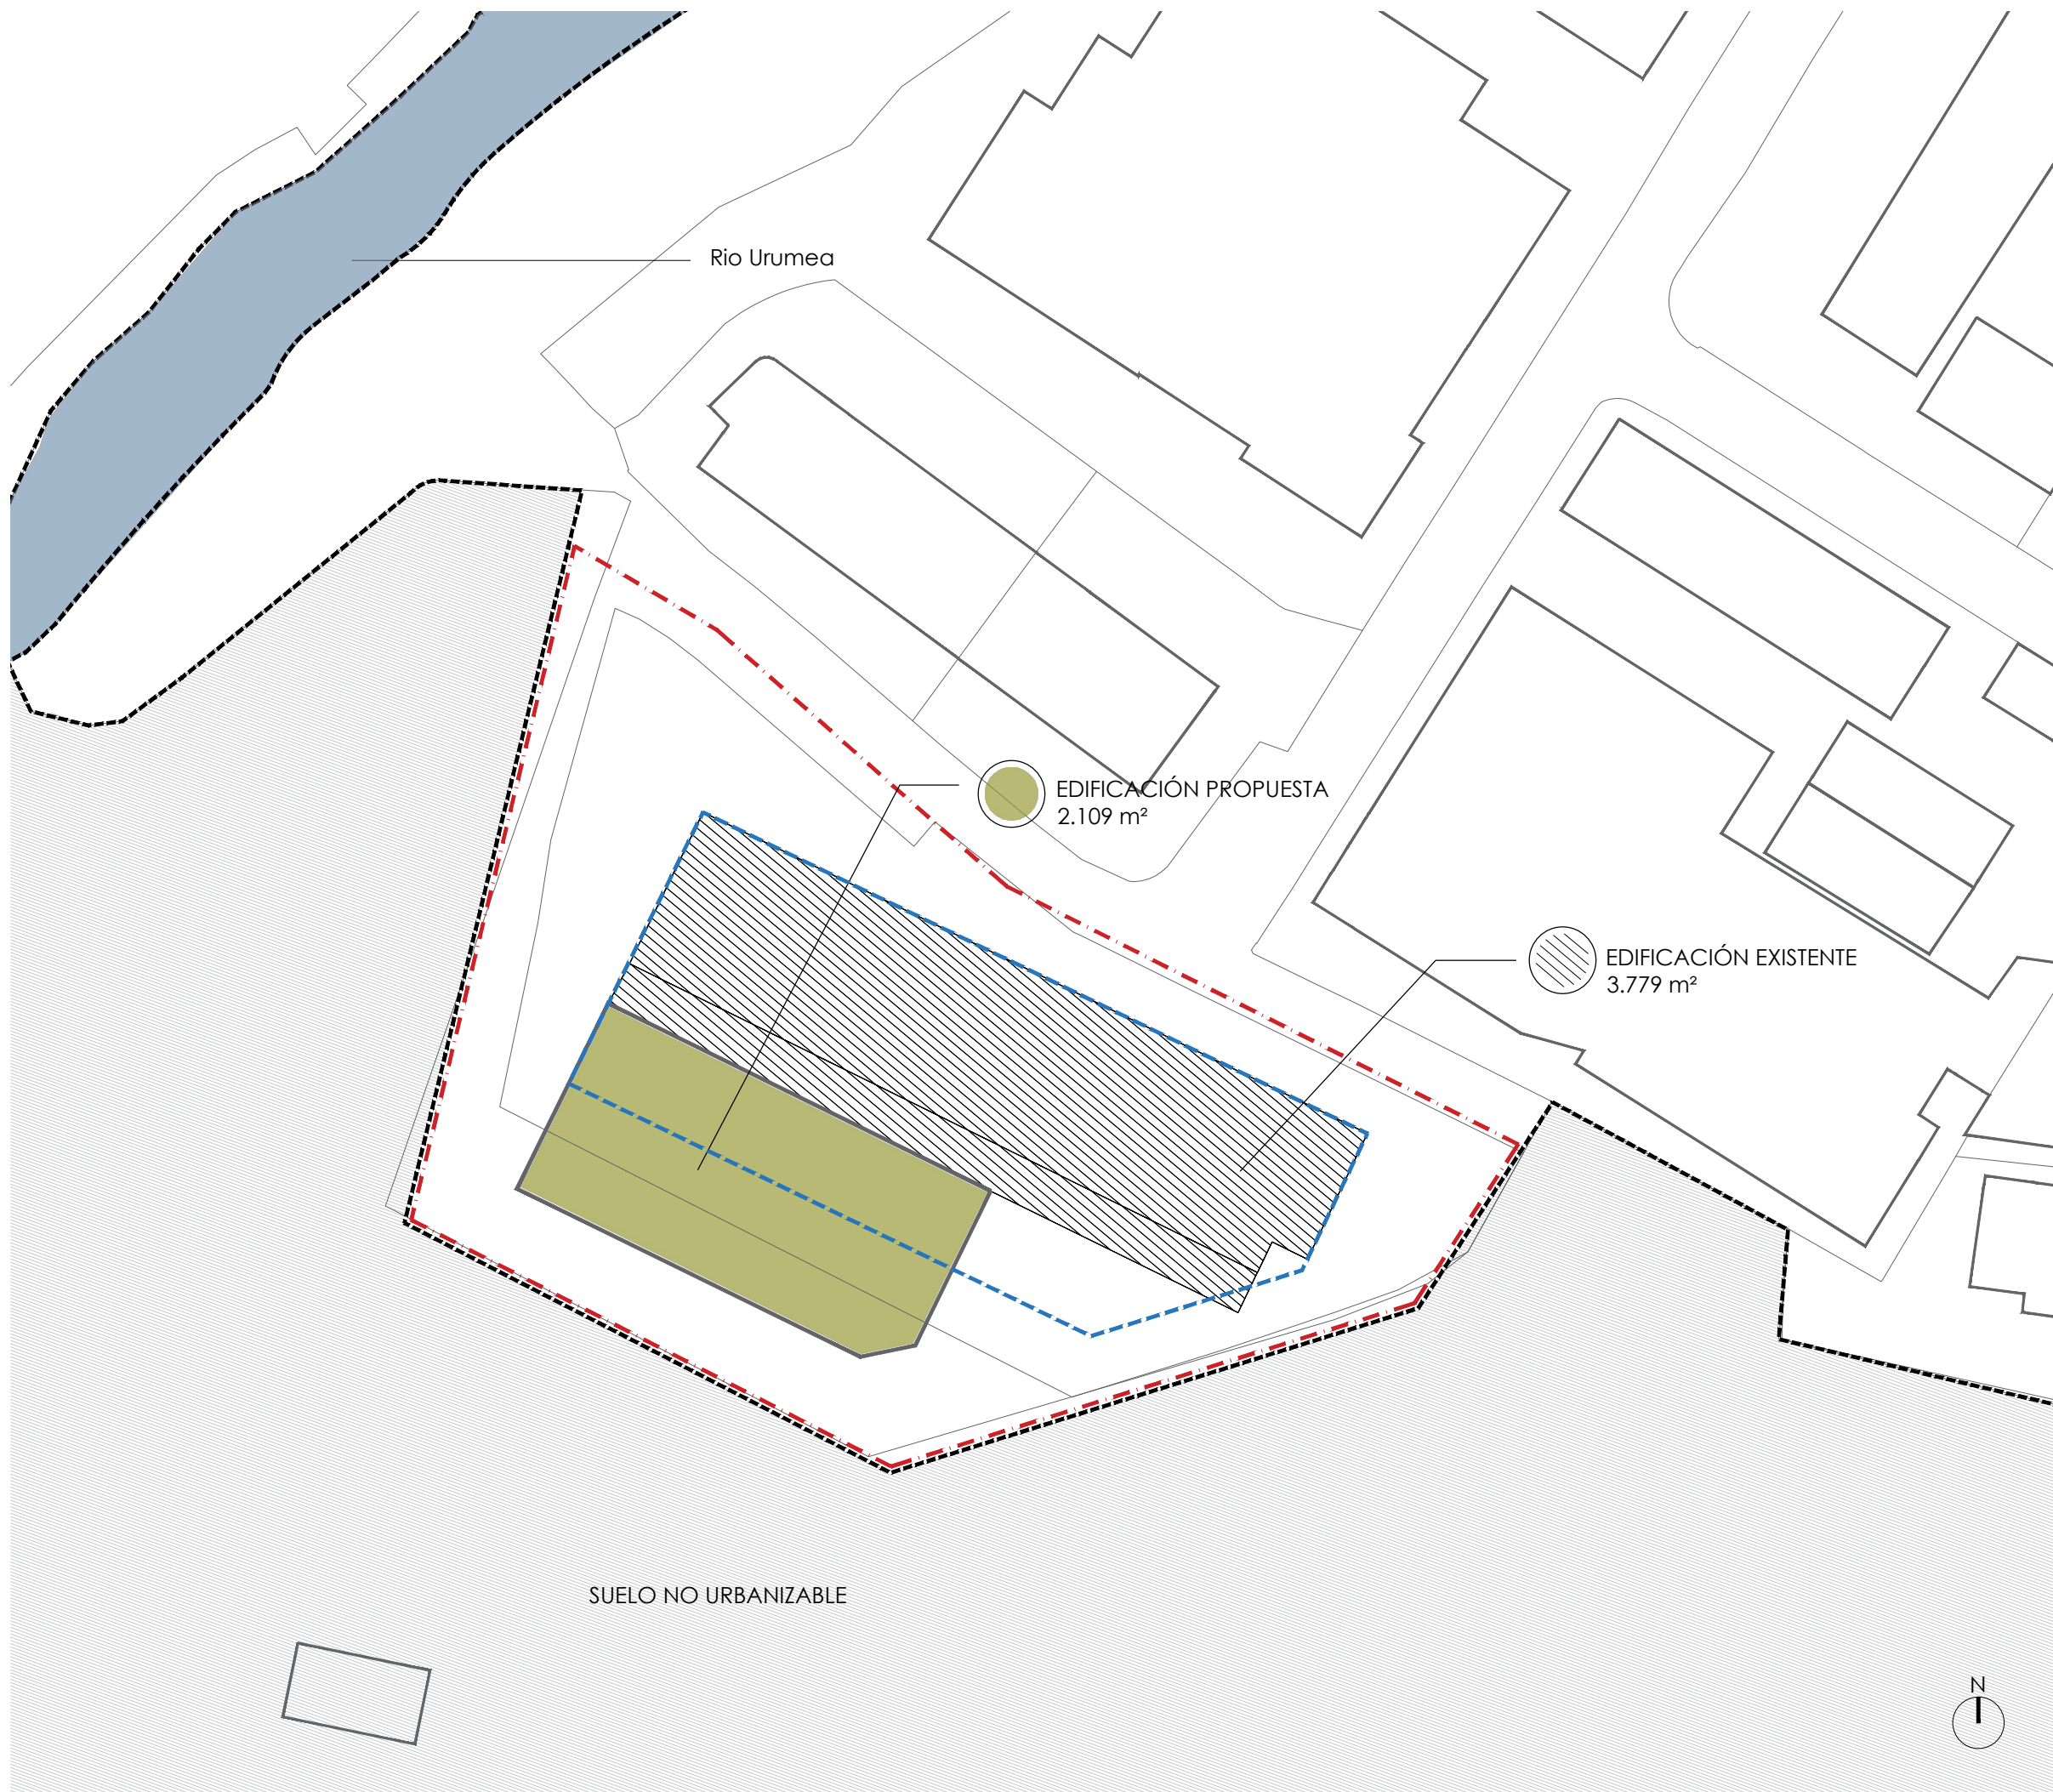 Rio Urumea
EDIFICACIÓN PROPUESTA
2.109 m²
EDIFICACIÓN EXISTENTE
3.779 m²
SUELO NO URBANIZABLE
N